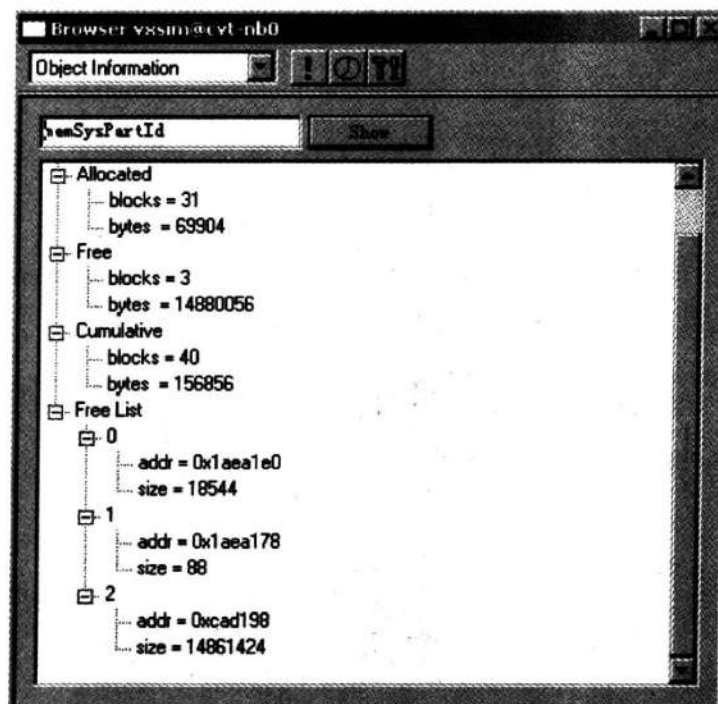 Browser vxsim@cvt-nb0
Object Information
memSysPartId Show
Allocated
blocks = 31
bytes = 69904
Free
blocks = 3
bytes = 14880056
Cumulative
blocks = 40
bytes = 156856
Free List
0
addr = 0x1aea1e0
size = 18544
1
addr = 0x1aea178
size = 88
2
addr = 0xcad198
size = 14861424